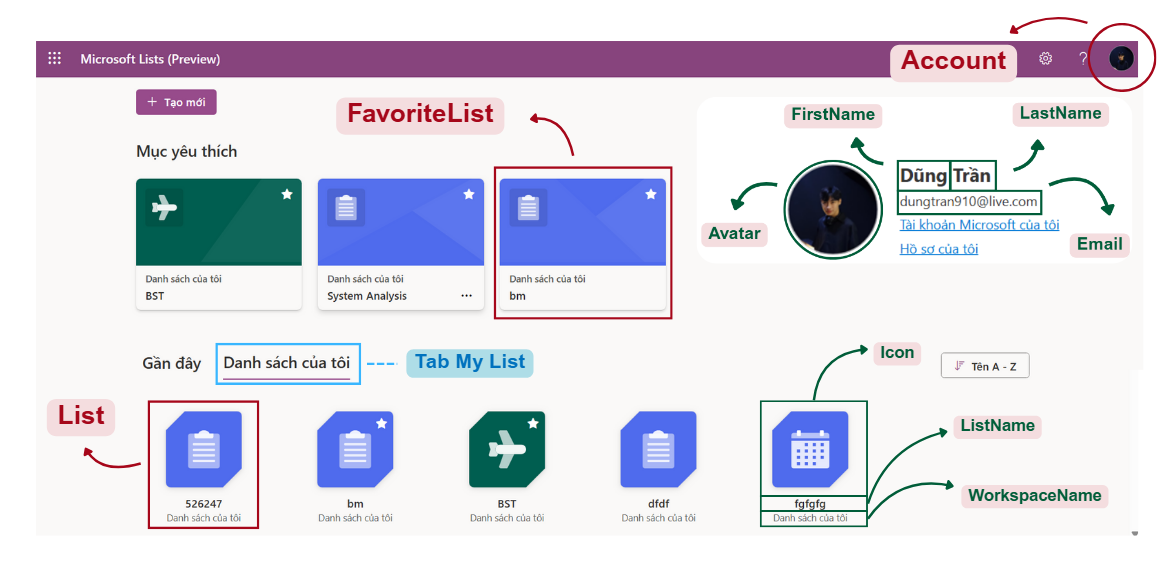 Microsoft Lists (Preview)
Account
?
+ Tạo mới
FavoriteList
FirstName
LastName
Mục yêu thích
Dũng Trần
dungtran910@live.com
Tài khoản Microsoft của tôi
Hồ sơ của tôi
Avatar
Email
Danh sách của tôi
BST
Danh sách của tôi
System Analysis
...
Danh sách của tôi
bm
Gần đây
Danh sách của tôi
Tab My List
Icon
Tên A - Z
List
ListName
WorkspaceName
526247
Danh sách của tôi
bm
Danh sách của tôi
BST
Danh sách của tôi
dfdf
Danh sách của tôi
fgfgfg
Danh sách của tôi